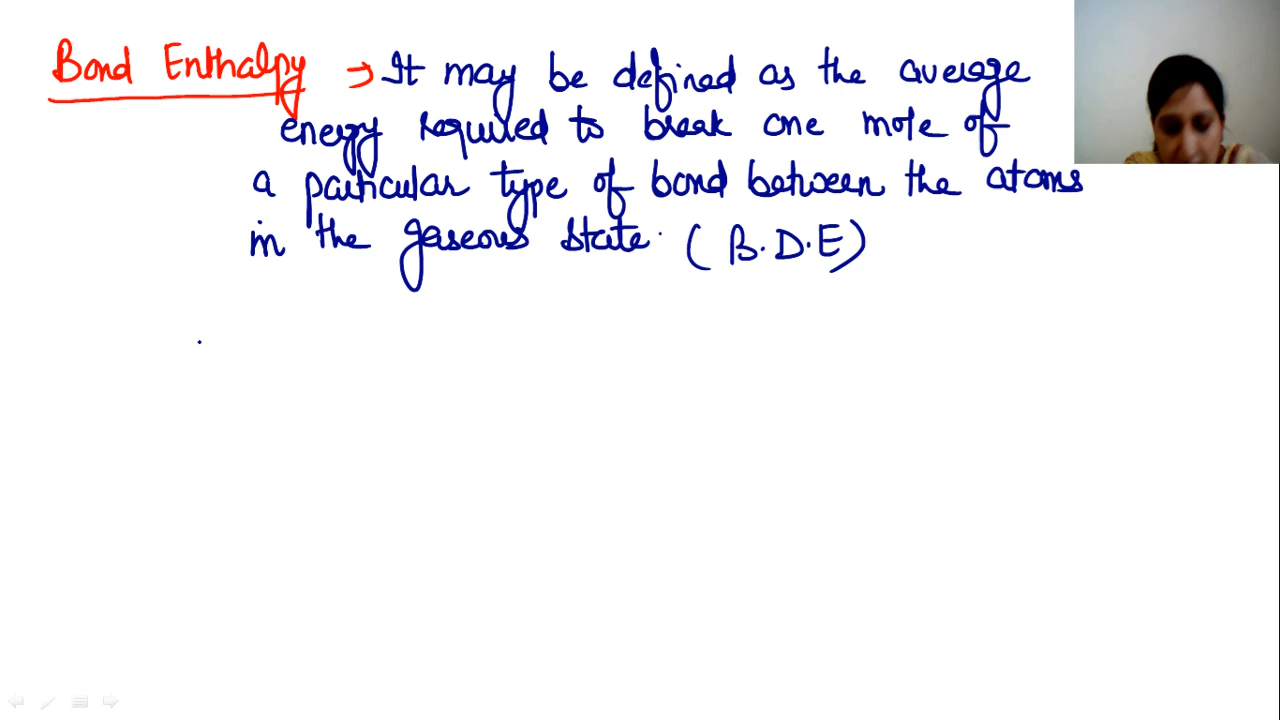 Bond Enthalpy → It may be defined as the average
energy required to break one mole of
a particular type of bond between the atoms
in the gaseous state. (B.D.E)